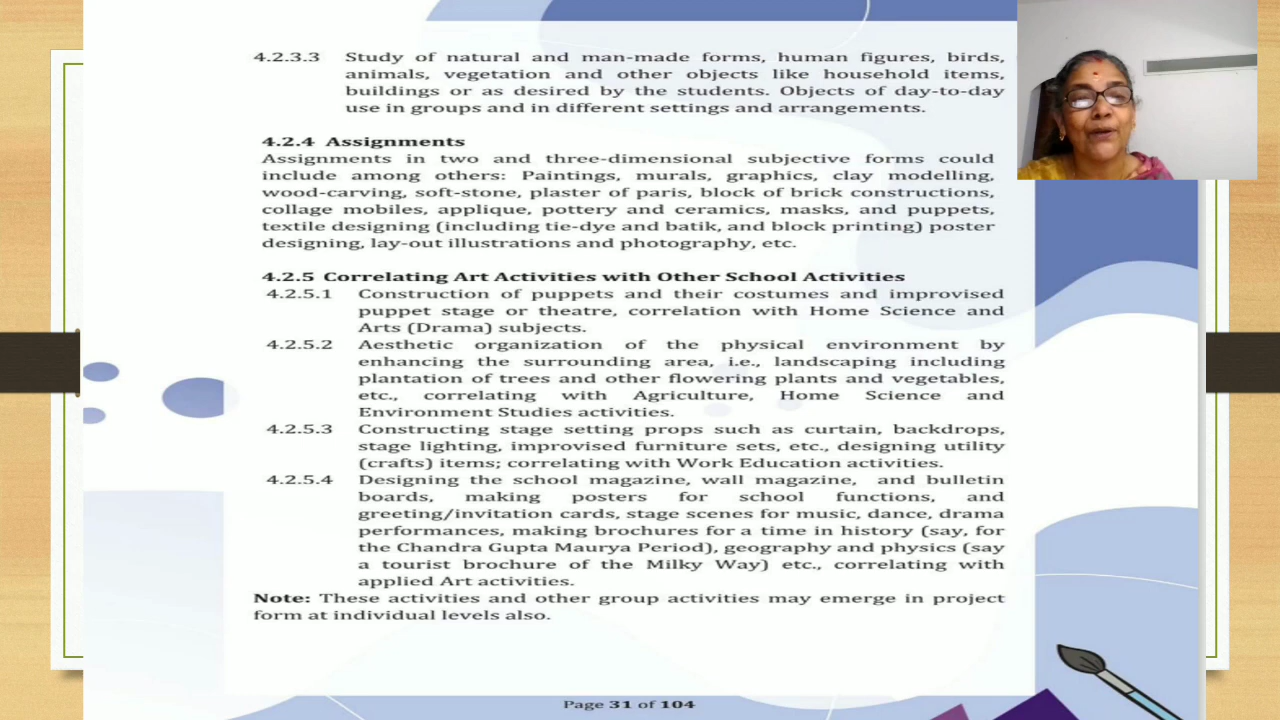 4.2.3.3 Study of natural and man-made forms, human figures, birds,
animals, vegetation and other objects like household items,
buildings or as desired by the students. Objects of day-to-day
use in groups and in different settings and arrangements.
4.2.4 Assignments
Assignments in two and three-dimensional subjective forms could
include among others: Paintings, murals, graphics, clay modelling,
wood-carving, soft-stone, plaster of paris, block of brick constructions,
collage mobiles, applique, pottery and ceramics, masks, and puppets,
textile designing (including tie-dye and batik, and block printing) poster
designing, lay-out illustrations and photography, etc.
4.2.5 Correlating Art Activities with Other School Activities
4.2.5.1 Construction of puppets and their costumes and improvised
puppet stage or theatre, correlation with Home Science and
Arts (Drama) subjects.
4.2.5.2 Aesthetic organization of the physical environment by
enhancing the surrounding area, i.e., landscaping including
plantation of trees and other flowering plants and vegetables,
etc., correlating with Agriculture, Home Science and
Environment Studies activities.
4.2.5.3 Constructing stage setting props such as curtain, backdrops,
stage lighting, improvised furniture sets, etc., designing utility
(crafts) items; correlating with Work Education activities.
4.2.5.4 Designing the school magazine, wall magazine, and bulletin
boards, making posters for school functions, and
greeting/invitation cards, stage scenes for music, dance, drama
performances, making brochures for a time in history (say, for
the Chandra Gupta Maurya Period), geography and physics (say
a tourist brochure of the Milky Way) etc., correlating with
applied Art activities.
Note: These activities and other group activities may emerge in project
form at individual levels also.
Page 31 of 104